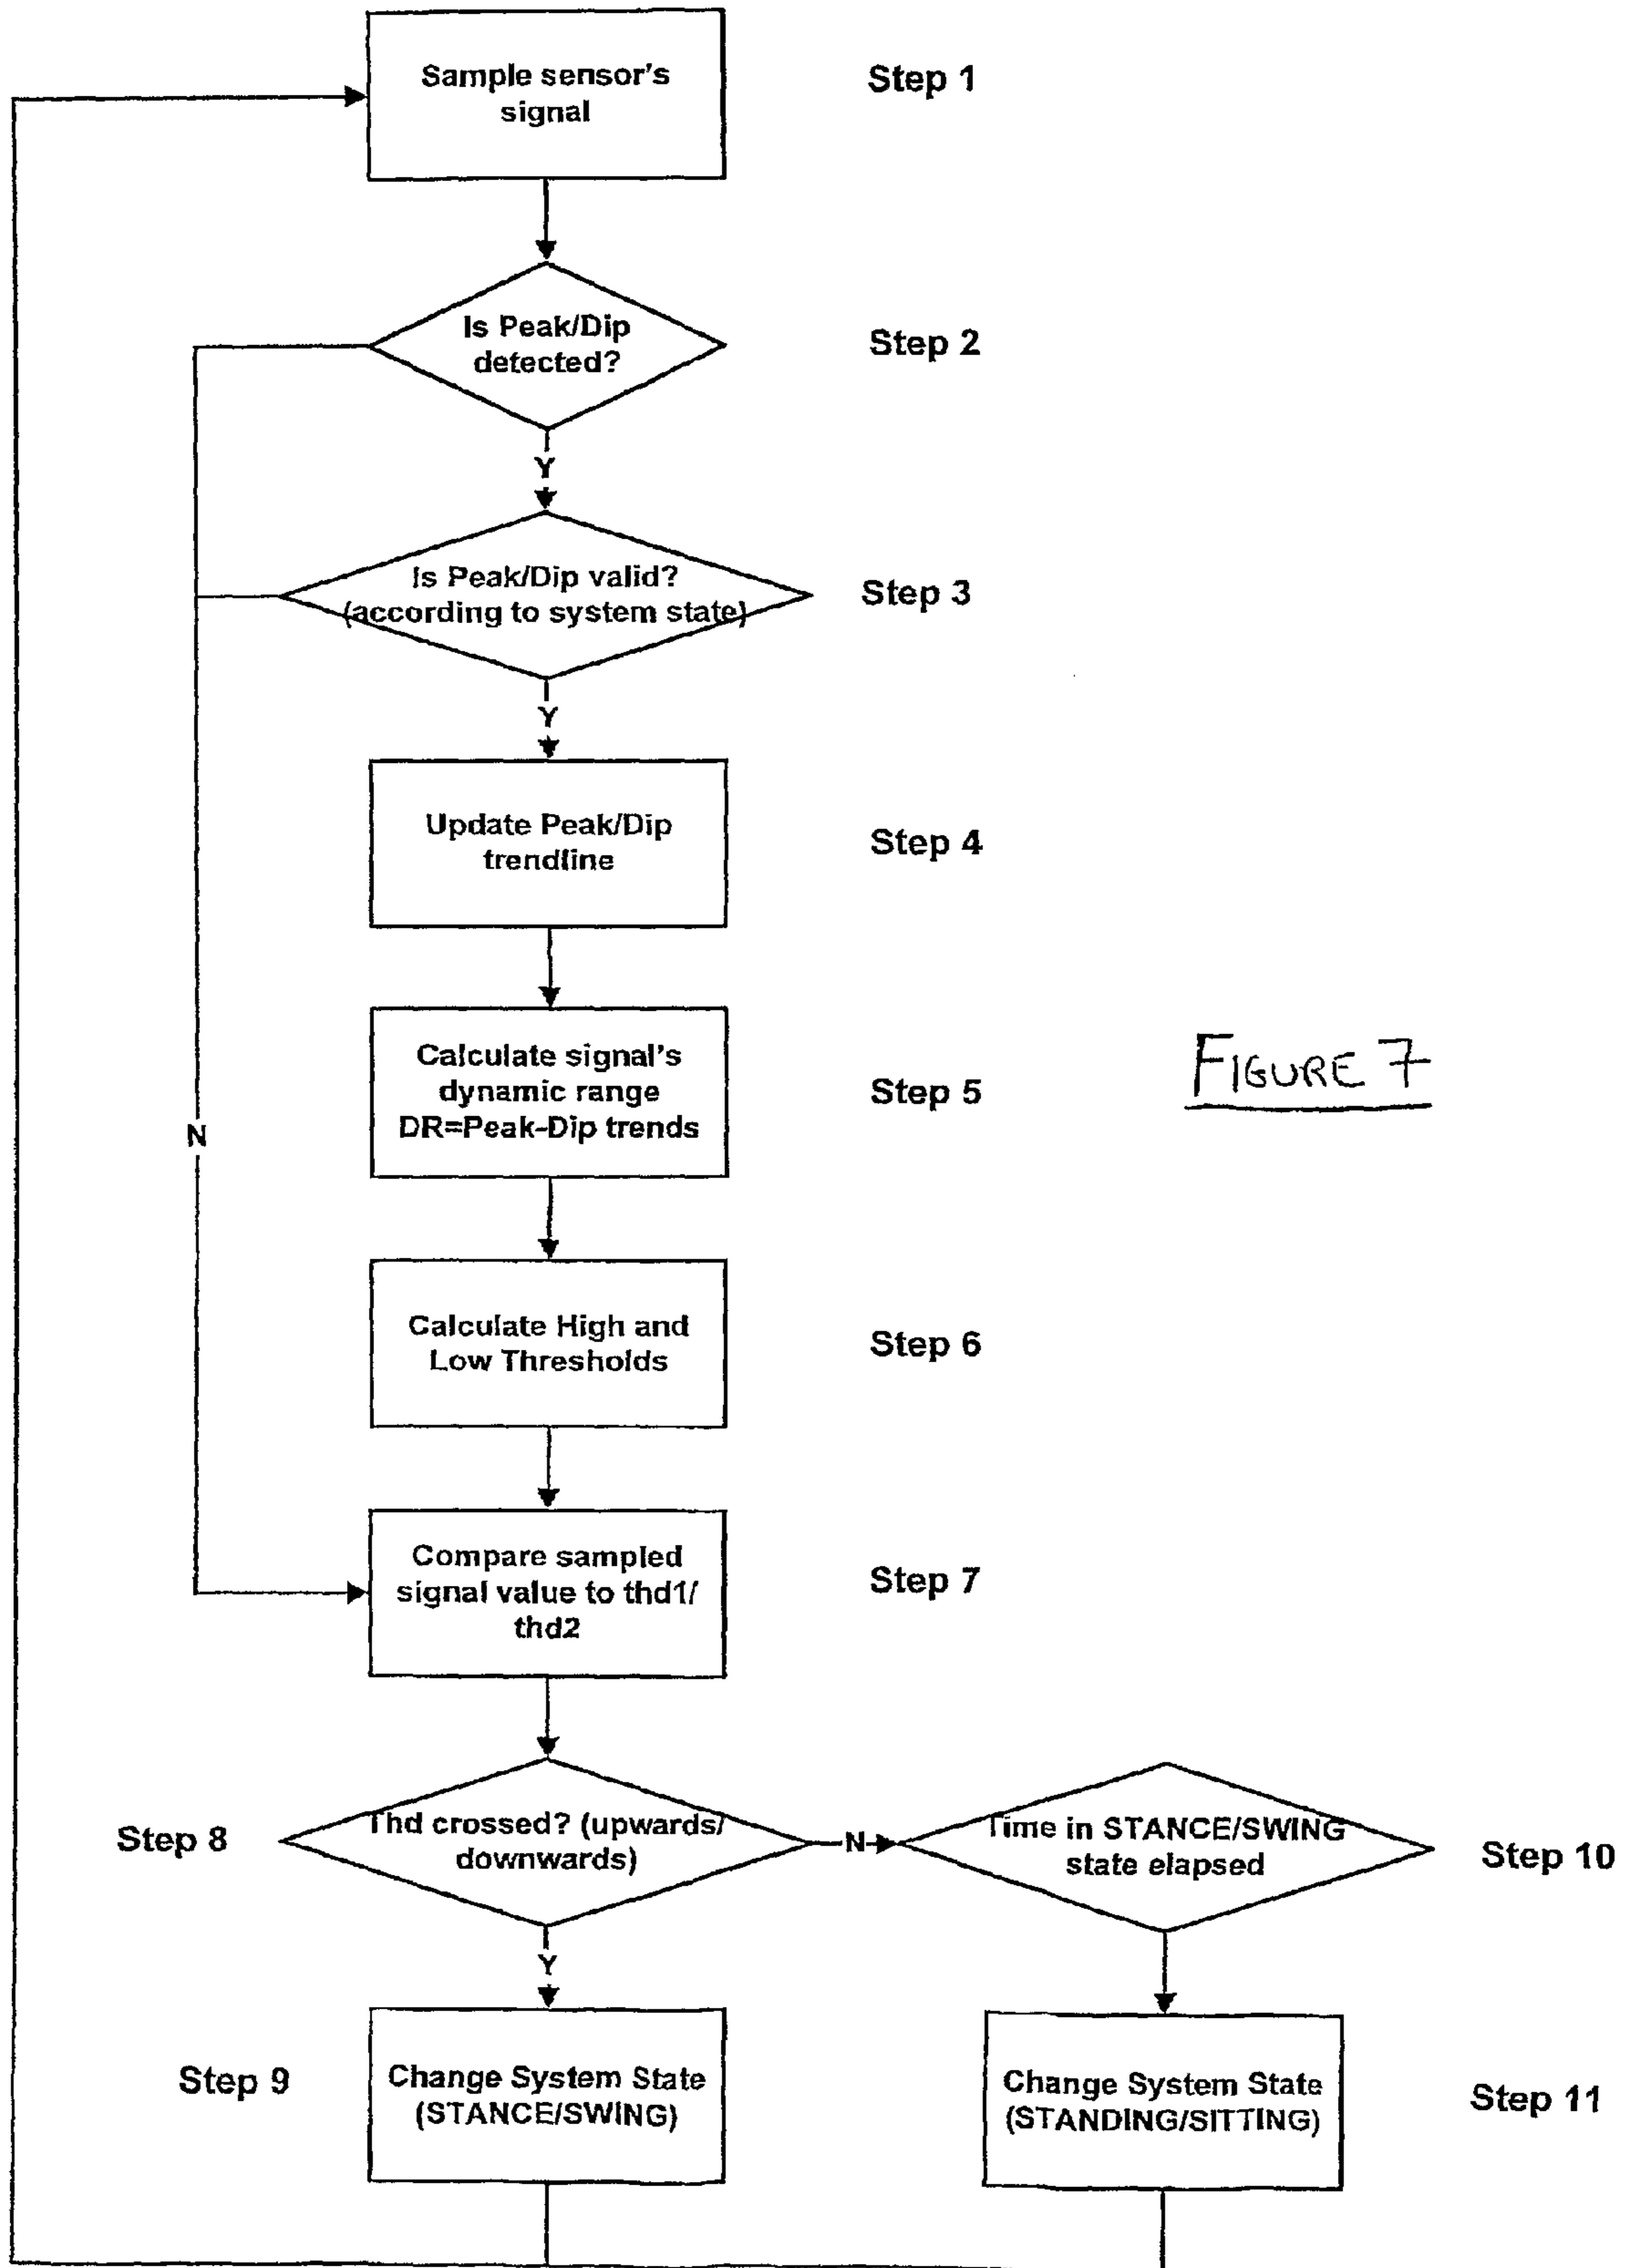 Sample sensor's
signal
Step 1
Is Peak/Dip
detected?
Step 2
Y
Is Peak/Dip valid?
(according to system state)
Step 3
Y
Update Peak/Dip
trendline
Step 4
Calculate signal's
dynamic range
DR=Peak-Dip trends
Step 5
FIGURE 7
N
Calculate High and
Low Thresholds
Step 6
Compare sampled
signal value to thd1/
thd2
Step 7
Step 8
Thd crossed? (upwards/
downwards)
N
Time in STANCE/SWING
state elapsed
Step 10
Y
Step 9
Change System State
(STANCE/SWING)
Change System State
(STANDING/SITTING)
Step 11